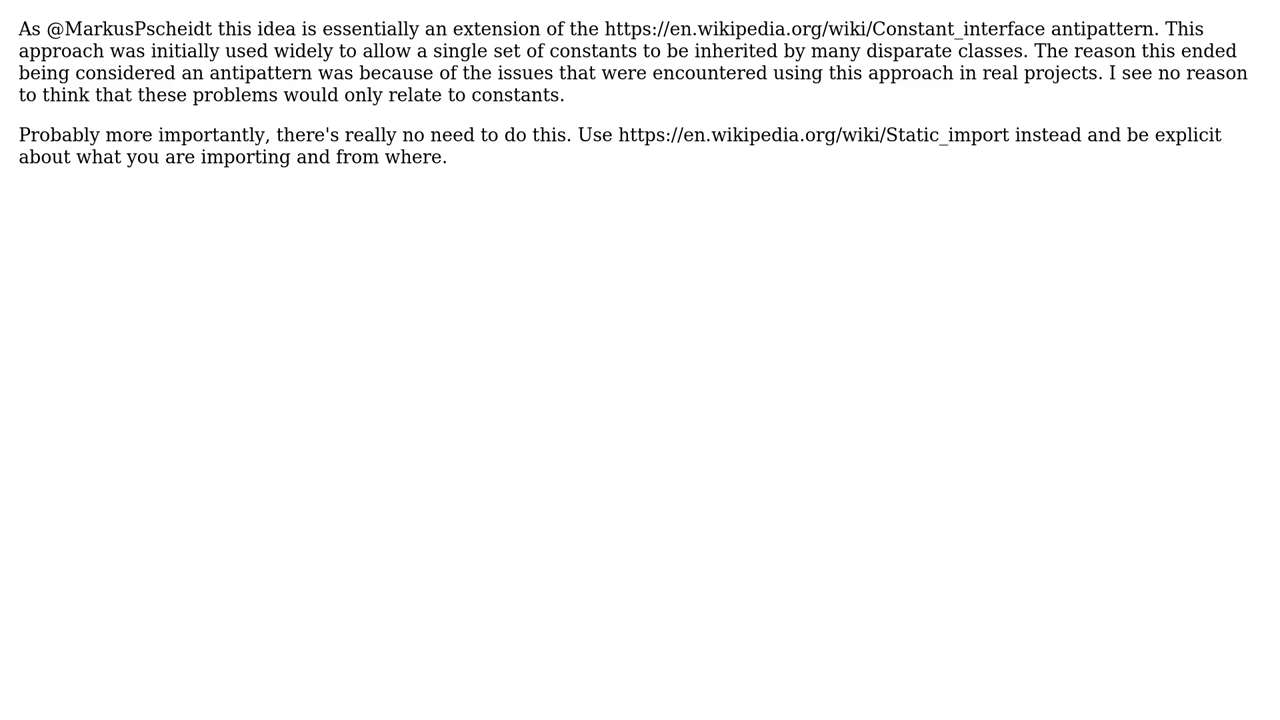 As @MarkusPscheidt this idea is essentially an extension of the https://en.wikipedia.org/wiki/Constant_interface antipattern. This
approach was initially used widely to allow a single set of constants to be inherited by many disparate classes. The reason this ended
being considered an antipattern was because of the issues that were encountered using this approach in real projects. I see no reason
to think that these problems would only relate to constants.
Probably more importantly, there's really no need to do this. Use https://en.wikipedia.org/wiki/Static_import instead and be explicit
about what you are importing and from where.